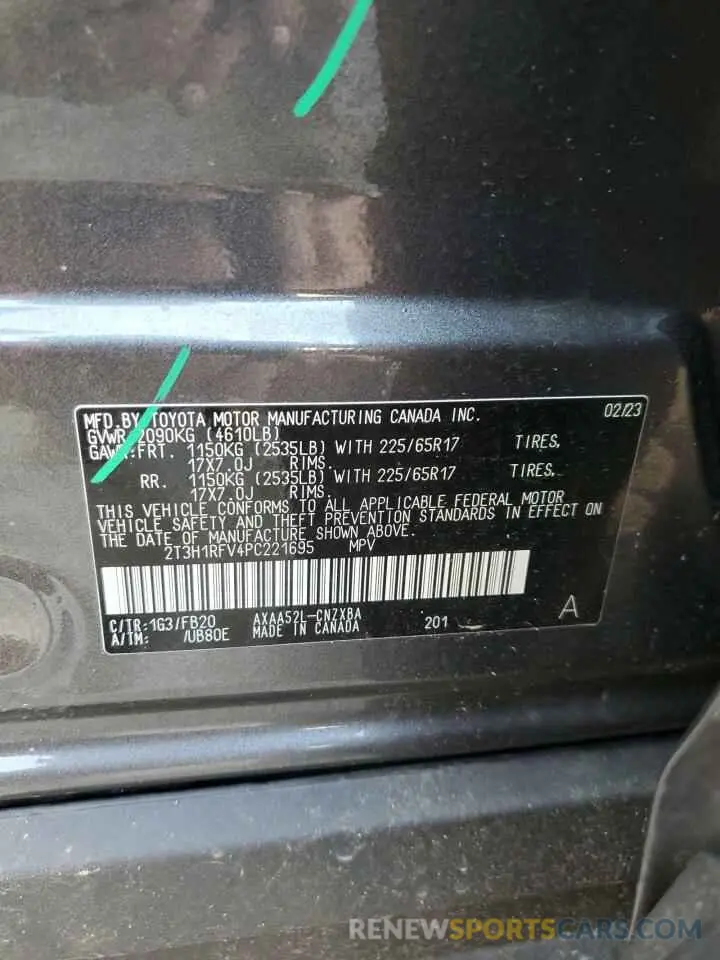 MFD.BY TOYOTA MOTOR MANUFACTURING CANADA INC. 02/23
GVWR 2090KG (4610LB)
GAWR:FRT. 1150KG (2535LB) WITH 225/65R17 TIRES,
17X7.0J RIMS.
RR. 1150KG (2535LB) WITH 225/65R17 TIRES,
17X7.0J RIMS.
THIS VEHICLE CONFORMS TO ALL APPLICABLE FEDERAL MOTOR
VEHICLE SAFETY AND THEFT PREVENTION STANDARDS IN EFFECT ON
THE DATE OF MANUFACTURE SHOWN ABOVE.
2T3H1RFV4PC221695 MPV
C/TR:1G3/FB20 AXAA52L-CNZXBA 201 A
A/TM: /UB80E MADE IN CANADA
RENEWSPORTSCARS.COM